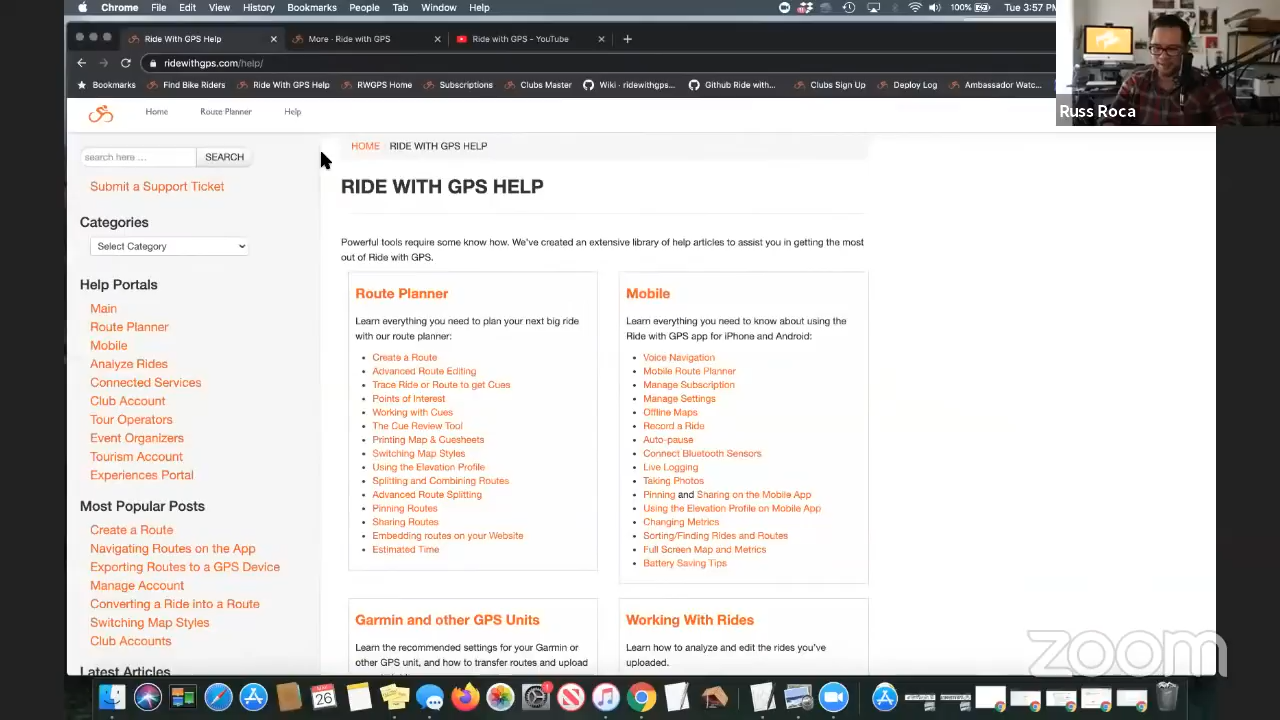 Chrome File Edit View History Bookmarks People Tab Window Help 100% Tue 3:57 P
Ride With GPS Help
More - Ride with GPS
Ride with GPS - YouTube
ridewithgps.com/help/
Bookmarks Find Bike Riders Ride With GPS Help RWGPS Home Subscriptions Clubs Master Wiki - ridewithgps... Github Ride with... Clubs Sign Up Deploy Log Ambassador Watc...
Russ Roca
Home Route Planner Help
search here ... SEARCH
Submit a Support Ticket
Categories
Select Category
Help Portals
Main
Route Planner
Mobile
Analyze Rides
Connected Services
Club Account
Tour Operators
Event Organizers
Tourism Account
Experiences Portal
Most Popular Posts
Create a Route
Navigating Routes on the App
Exporting Routes to a GPS Device
Manage Account
Converting a Ride into a Route
Switching Map Styles
Club Accounts
Latest Articles
HOME / RIDE WITH GPS HELP
RIDE WITH GPS HELP
Powerful tools require some know how. We've created an extensive library of help articles to assist you in getting the most
out of Ride with GPS.
Route Planner
Learn everything you need to plan your next big ride
with our route planner:
• Create a Route
• Advanced Route Editing
• Trace Ride or Route to get Cues
• Points of Interest
• Working with Cues
• The Cue Review Tool
• Printing Map & Cuesheets
• Switching Map Styles
• Using the Elevation Profile
• Splitting and Combining Routes
• Advanced Route Splitting
• Pinning Routes
• Sharing Routes
• Embedding routes on your Website
• Estimated Time
Mobile
Learn everything you need to know about using the
Ride with GPS app for iPhone and Android:
• Voice Navigation
• Mobile Route Planner
• Manage Subscription
• Manage Settings
• Offline Maps
• Record a Ride
• Auto-pause
• Connect Bluetooth Sensors
• Live Logging
• Taking Photos
• Pinning and Sharing on the Mobile App
• Using the Elevation Profile on Mobile App
• Changing Metrics
• Sorting/Finding Rides and Routes
• Full Screen Map and Metrics
• Battery Saving Tips
Garmin and other GPS Units
Learn the recommended settings for your Garmin or
other GPS unit, and how to transfer routes and upload
Working With Rides
Learn how to analyze and edit the rides you've
uploaded.
zoom
26